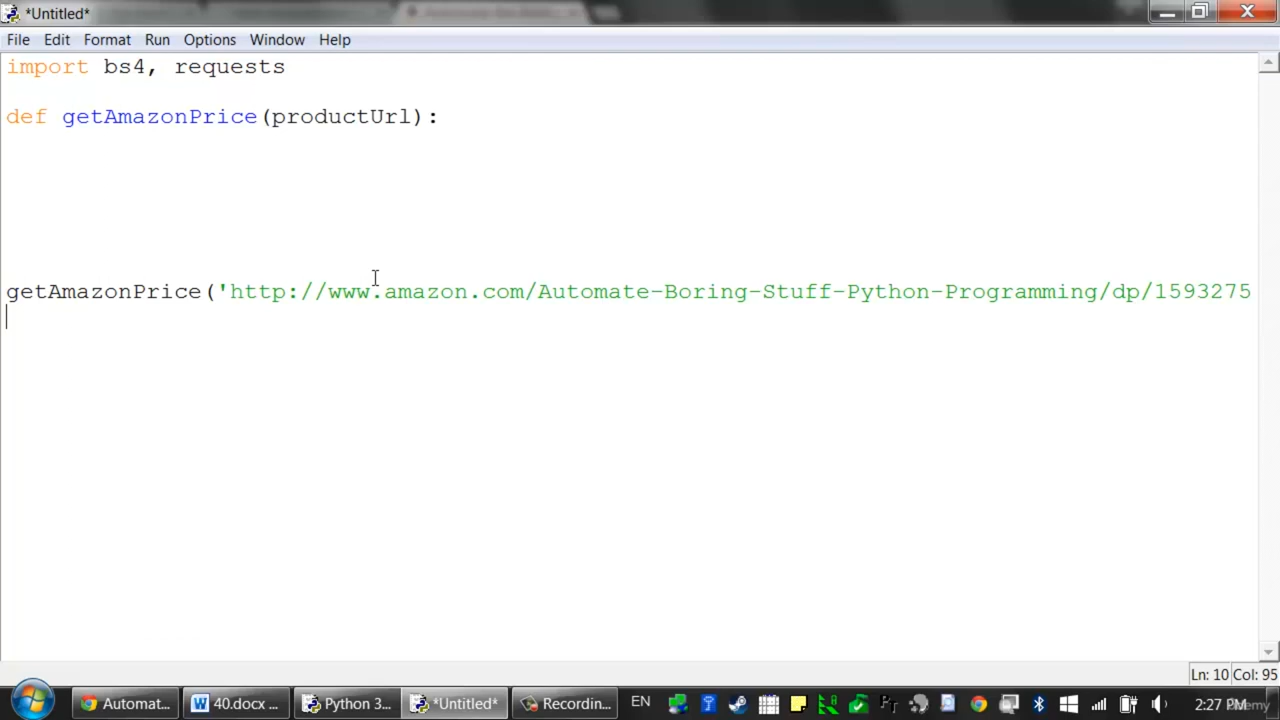 *Untitled*
File Edit Format Run Options Window Help
import bs4, requests
def getAmazonPrice(productUrl):
getAmazonPrice('http://www.amazon.com/Automate-Boring-Stuff-Python-Programming/dp/1593275
Ln: 10 Col: 95
Automat... 40.docx ... Python 3... *Untitled* Recordin... EN 2:27 PM